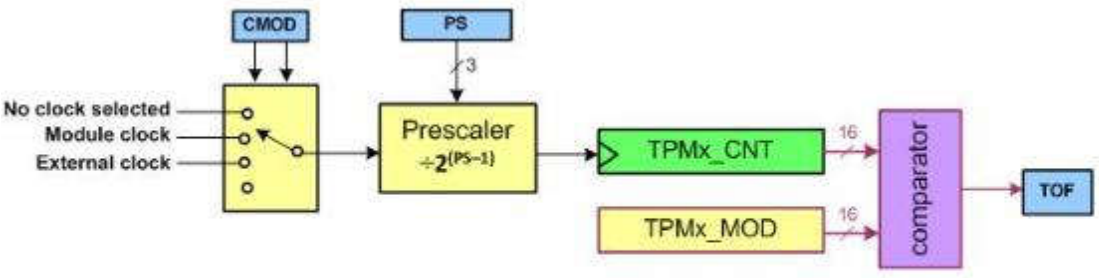 CMOD
PS
3
No clock selected
Module clock
External clock
Prescaler
÷2^(PS–1)
TPMx_CNT
16
TPMx_MOD
16
comparator
TOF